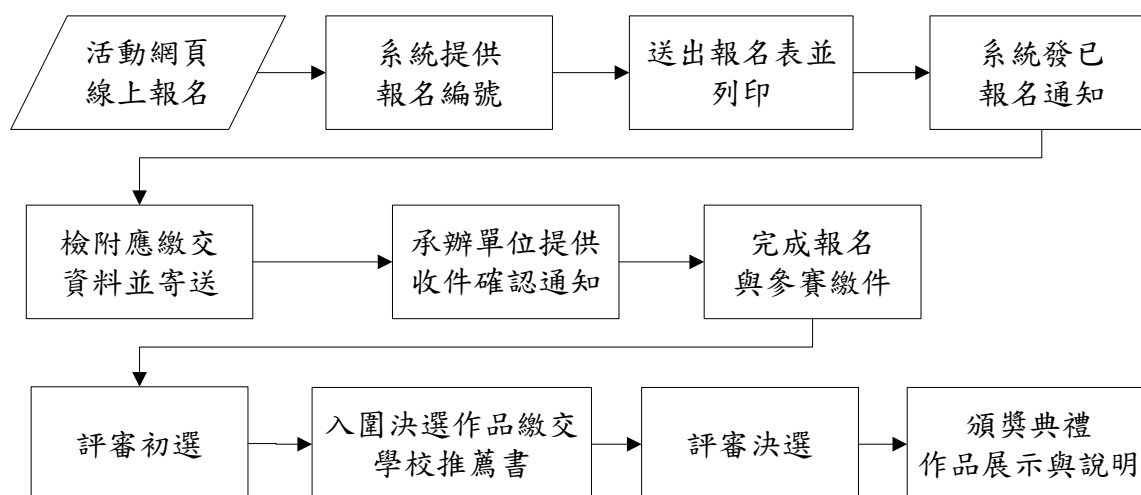 活動網頁
線上報名
系統提供
報名編號
送出報名表並
列印
系統發已
報名通知
檢附應繳交
資料並寄送
承辦單位提供
收件確認通知
完成報名
與參賽繳件
評審初選
入圍決選作品繳交
學校推薦書
評審決選
頒獎典禮
作品展示與說明